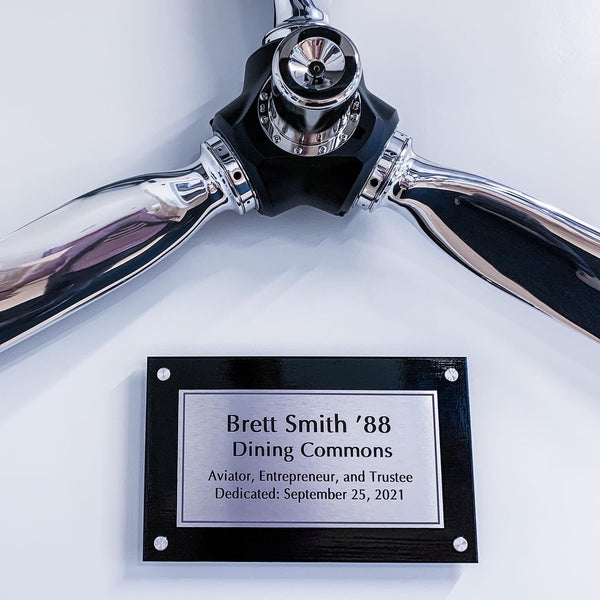 Brett Smith ’88
Dining Commons
Aviator, Entrepreneur, and Trustee
Dedicated: September 25, 2021